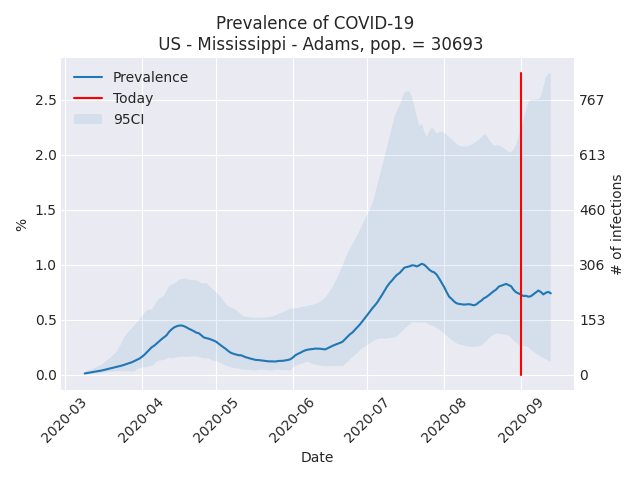 Prevalence of COVID-19
US - Mississippi - Adams, pop. = 30693
Prevalence
Today
95CI
2.5
2.0
1.5
1.0
0.5
0.0
%
767
613
460
306
153
0
# of infections
2020-03
2020-04
2020-05
2020-06
2020-07
2020-08
2020-09
Date